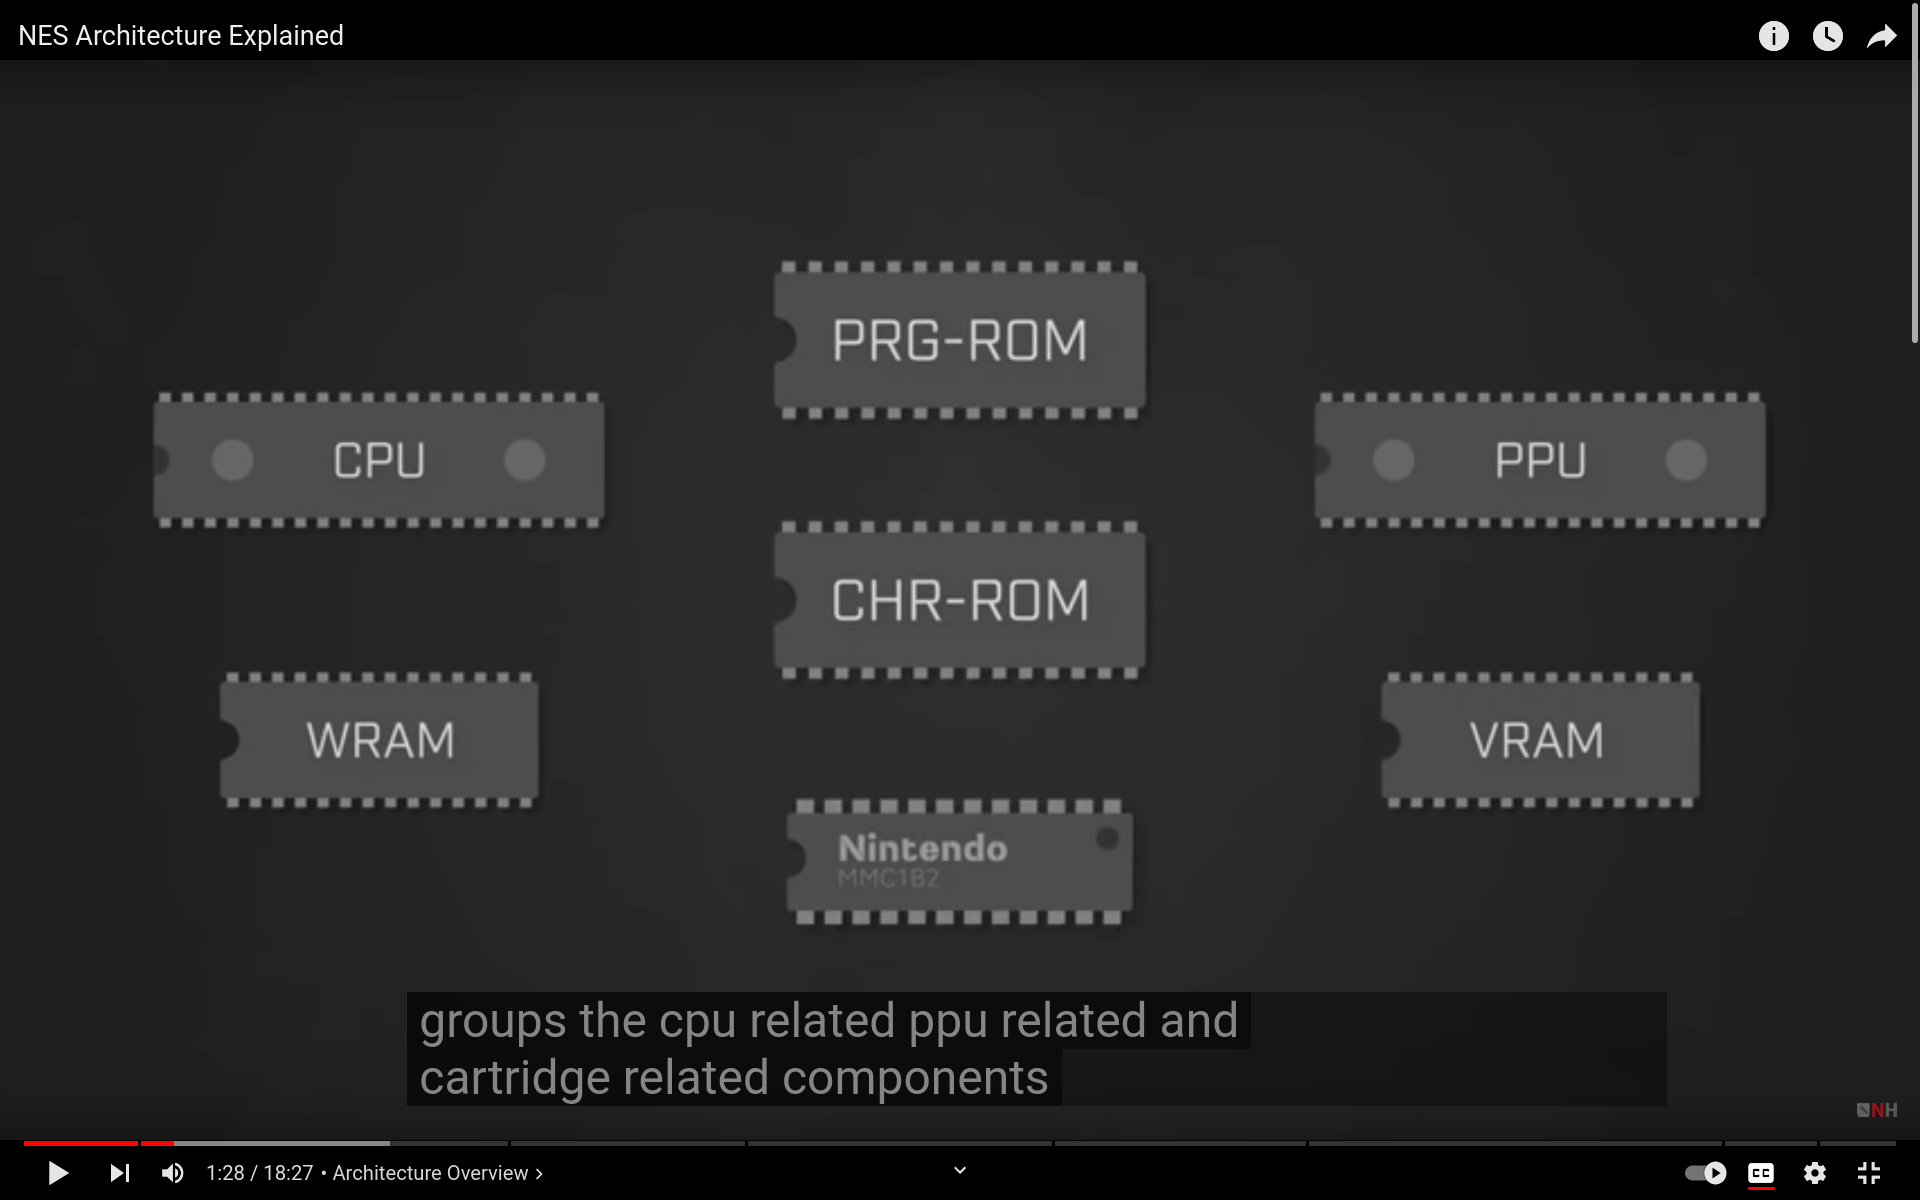 NES Architecture Explained
PRG-ROM
CPU
PPU
CHR-ROM
WRAM
VRAM
Nintendo
MMC1B2
groups the cpu related ppu related and
cartridge related components
NH
1:28 / 18:27 • Architecture Overview ›
CC